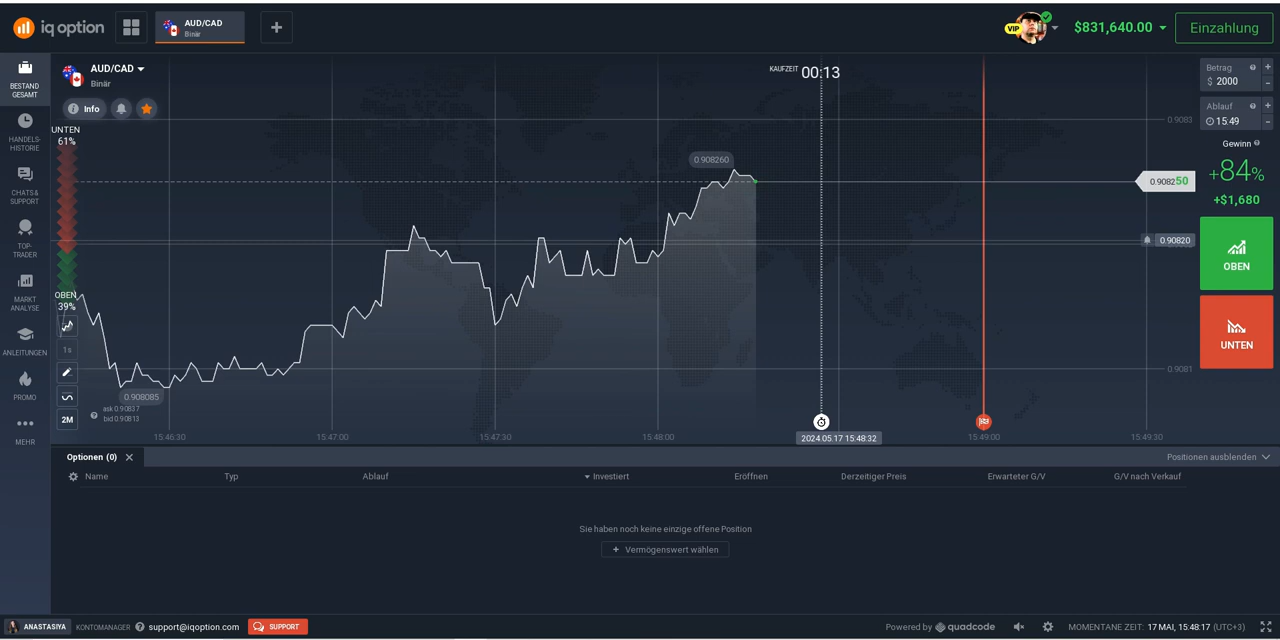 iq option
AUD/CAD
Binär
VIP
$831,640.00
Einzahlung
BESTAND
GESAMT
HANDELS-
HISTORIE
CHATS &
SUPPORT
TOP-
TRADER
MARKT
ANALYSE
ANLEITUNGEN
PROMO
MEHR
AUD/CAD
Binär
Info
UNTEN
61%
OBEN
39%
1s
2M
KAUFZEIT 00:13
0.908260
0.908085
ask 0.90837
bid 0.90813
0.9083
0.908250
0.90820
0.9081
15:46:30
15:47:00
15:47:30
15:48:00
2024.05.17 15:48:32
15:49:00
15:49:30
Betrag
$ 2000
Ablauf
15:49
Gewinn
+84%
+$1,680
OBEN
UNTEN
Optionen (0)
Positionen ausblenden
Name
Typ
Ablauf
Investiert
Eröffnen
Derzeitiger Preis
Erwarteter G/V
G/V nach Verkauf
Sie haben noch keine einzige offene Position
+ Vermögenswert wählen
ANASTASIYA
KONTOMANAGER
support@iqoption.com
SUPPORT
Powered by quadcode
MOMENTANE ZEIT: 17 MAI, 15:48:17 (UTC+3)